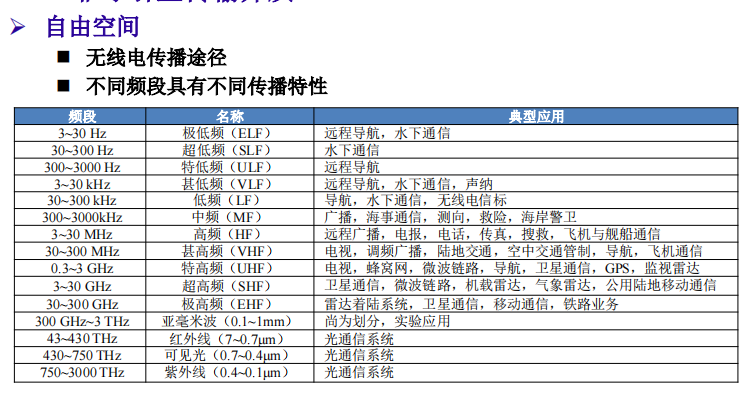 自由空间
无线电传播途径
不同频段具有不同传播特性
频段 名称 典型应用
3~30 Hz 极低频（ELF） 远程导航，水下通信
30~300 Hz 超低频（SLF） 水下通信
300~3000 Hz 特低频（ULF） 远程导航
3~30 kHz 甚低频（VLF） 远程导航，水下通信，声纳
30~300 kHz 低频（LF） 导航，水下通信，无线电信标
300~3000kHz 中频（MF） 广播，海事通信，测向，救险，海岸警卫
3~30 MHz 高频（HF） 远程广播，电报，电话，传真，搜救，飞机与舰船通信
30~300 MHz 甚高频（VHF） 电视，调频广播，陆地交通，空中交通管制，导航，飞机通信
0.3~3 GHz 特高频（UHF） 电视，蜂窝网，微波链路，导航，卫星通信，GPS，监视雷达
3~30 GHz 超高频（SHF） 卫星通信，微波链路，机载雷达，气象雷达，公用陆地移动通信
30~300 GHz 极高频（EHF） 雷达着陆系统，卫星通信，移动通信，铁路业务
300 GHz~3 THz 亚毫米波（0.1~1mm） 尚为划分，实验应用
43~430 THz 红外线（7~0.7μm） 光通信系统
430~750 THz 可见光（0.7~0.4μm） 光通信系统
750~3000 THz 紫外线（0.4~0.1μm） 光通信系统